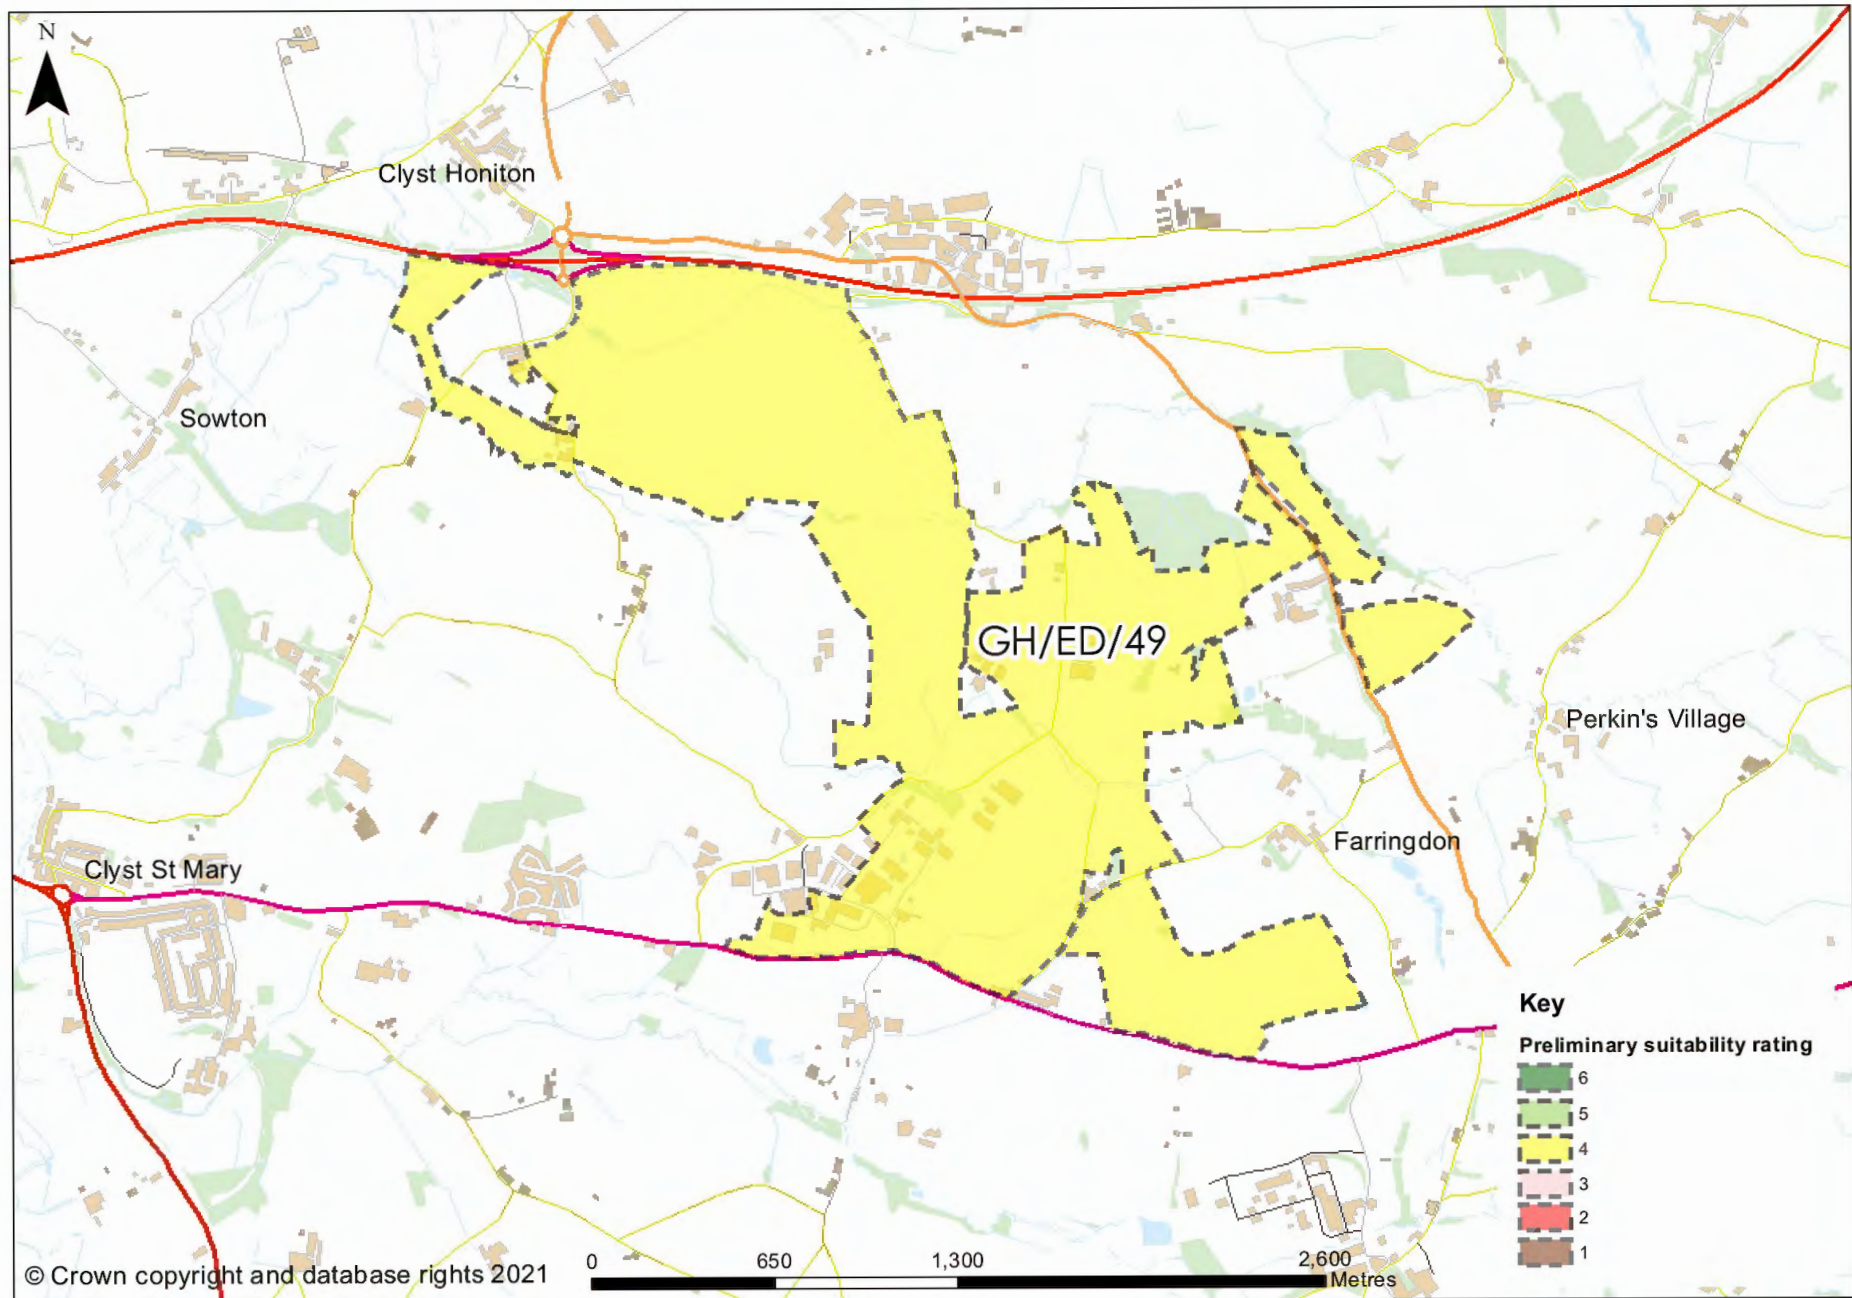 N
Clyst Honiton
Sowton
GH/ED/49
Perkin's Village
Farringdon
Clyst St Mary
Key
Preliminary suitability rating
6
5
4
3
2
1
0 650 1,300 2,600
Metres
© Crown copyright and database rights 2021